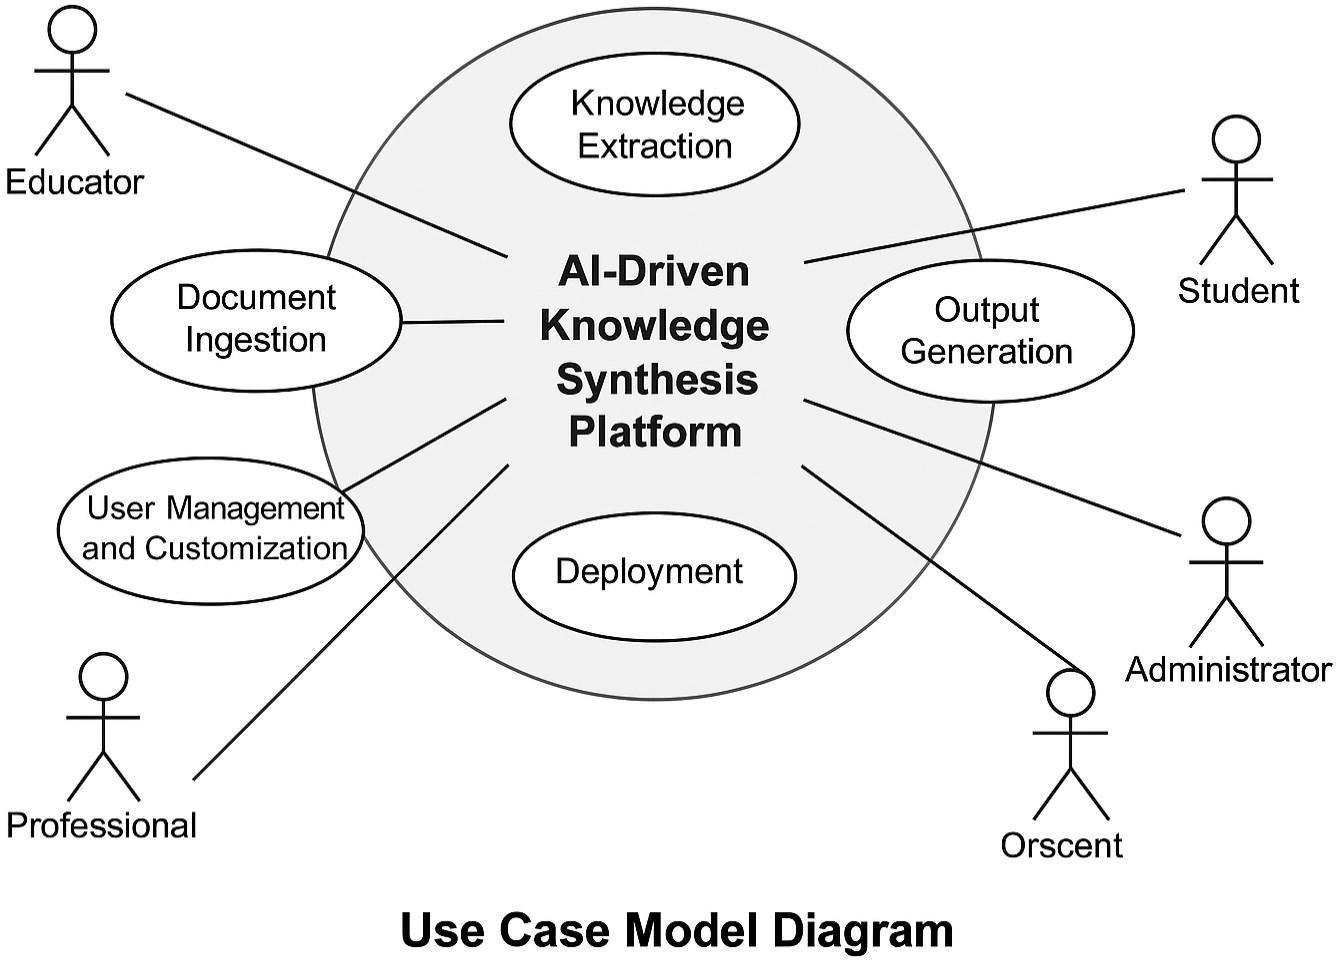 Knowledge
Extraction
Educator
Student
AI-Driven
Knowledge
Synthesis
Platform
Document
Ingestion
Output
Generation
User Management
and Customization
Deployment
Administrator
Professional
Orscent
Use Case Model Diagram